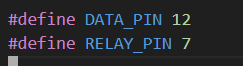 #define DATA_PIN 12
#define RELAY_PIN 7